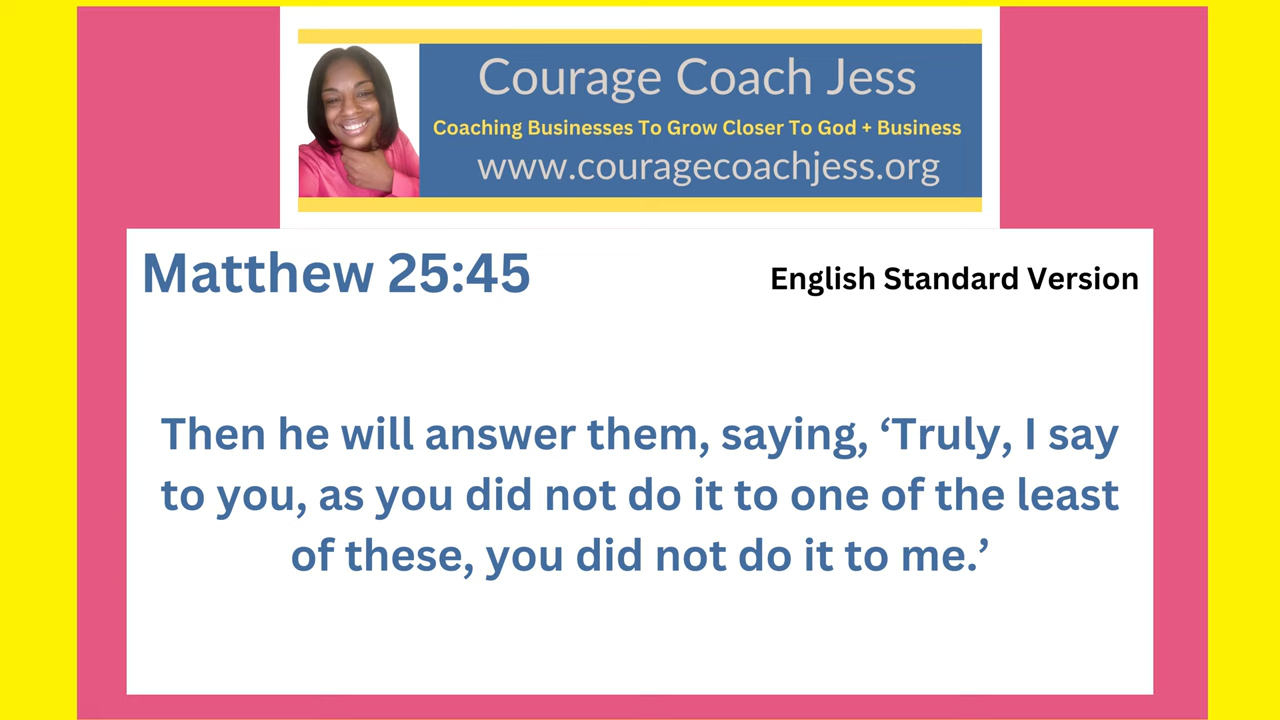 Courage Coach Jess
Coaching Businesses To Grow Closer To God + Business
www.couragecoachjess.org
Matthew 25:45
English Standard Version
Then he will answer them, saying, ‘Truly, I say
to you, as you did not do it to one of the least
of these, you did not do it to me.’